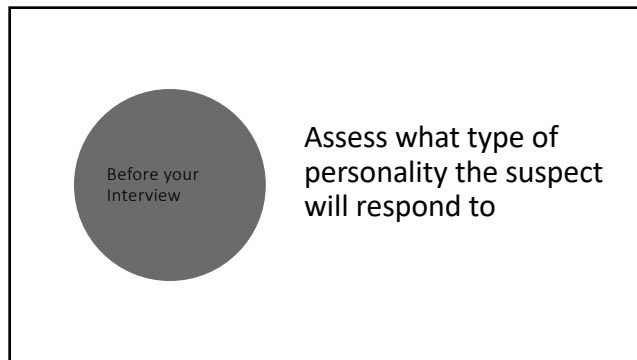 Before your
Interview
Assess what type of
personality the suspect
will respond to